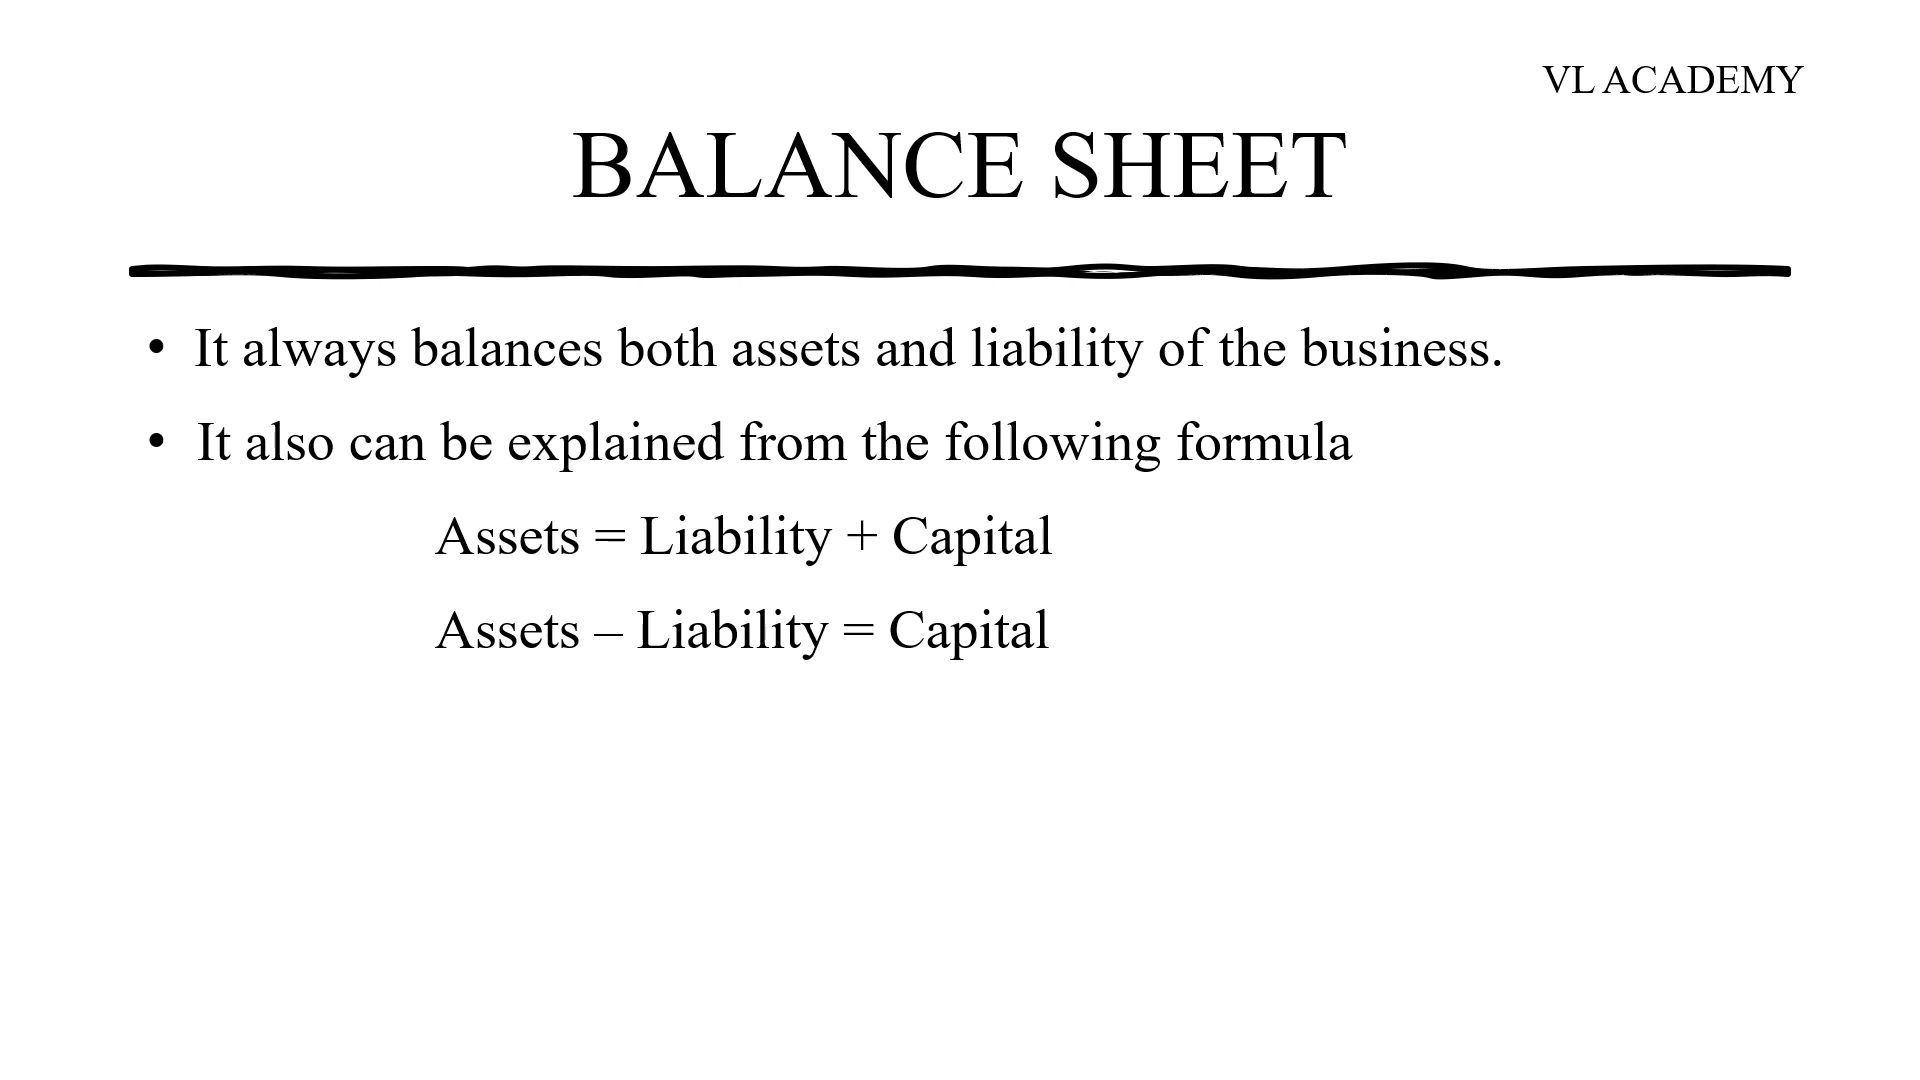 VL ACADEMY
BALANCE SHEET
• It always balances both assets and liability of the business.
• It also can be explained from the following formula
Assets = Liability + Capital
Assets – Liability = Capital